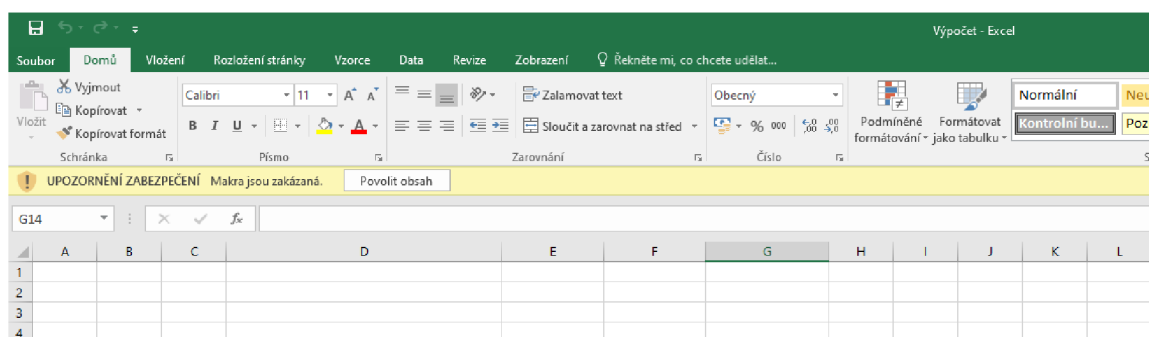 Výpočet - Excel
Soubor Domů Vložení Rozložení stránky Vzorce Data Revize Zobrazení Řekněte mi, co chcete udělat...
Vložit
Vyjmout
Kopírovat
Kopírovat formát
Schránka
Calibri 11 A A
B I U A
Písmo
Zalamovat text
Sloučit a zarovnat na střed
Zarovnání
Obecný
% 000 ,00 ,00
Číslo
Podmíněné formátování
Formátovat jako tabulku
Normální
Kontrolní bu...
UPOZORNĚNÍ ZABEZPEČENÍ Makra jsou zakázaná. Povolit obsah
G14 fx
A B C D E F G H I J K L
1
2
3
4